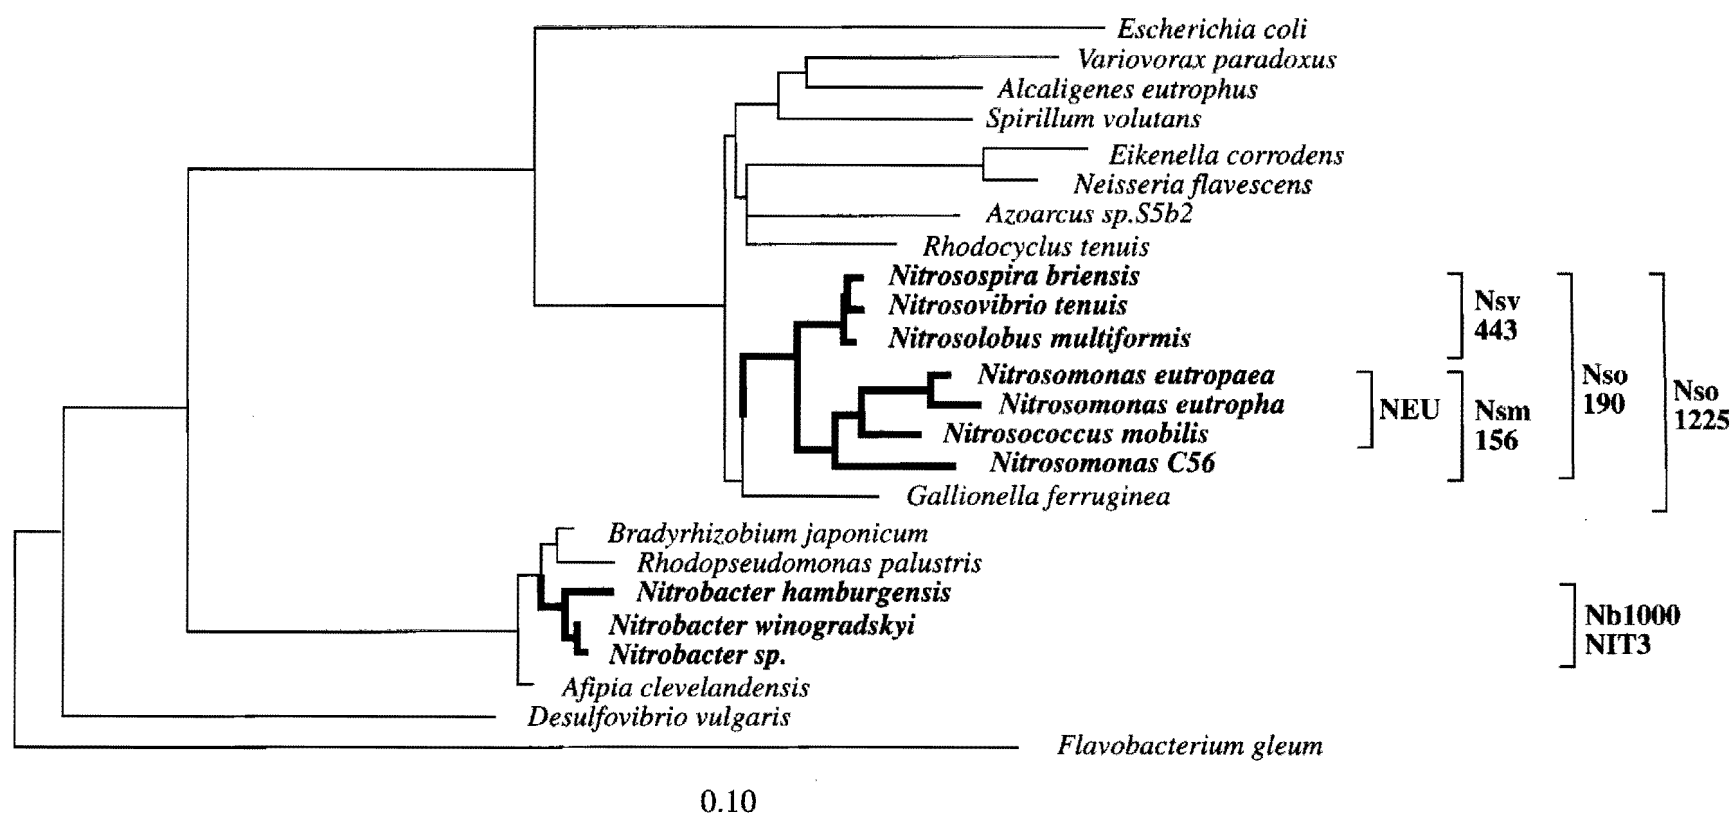 Escherichia coli
Variovorax paradoxus
Alcaligenes eutrophus
Spirillum volutans
Eikenella corrodens
Neisseria flavescens
Azoarcus sp.S5b2
Rhodocyclus tenuis
Nitrosospira briensis
Nitrosovibrio tenuis
Nitrosolobus multiformis
Nitrosomonas eutropaea
Nitrosomonas eutropha
Nitrosococcus mobilis
Nitrosomonas C56
Gallionella ferruginea
Bradyrhizobium japonicum
Rhodopseudomonas palustris
Nitrobacter hamburgensis
Nitrobacter winogradskyi
Nitrobacter sp.
Afipia clevelandensis
Desulfovibrio vulgaris
Flavobacterium gleum
NEU
Nsv
443
Nsm
156
Nso
190
Nso
1225
Nb1000
NIT3
0.10